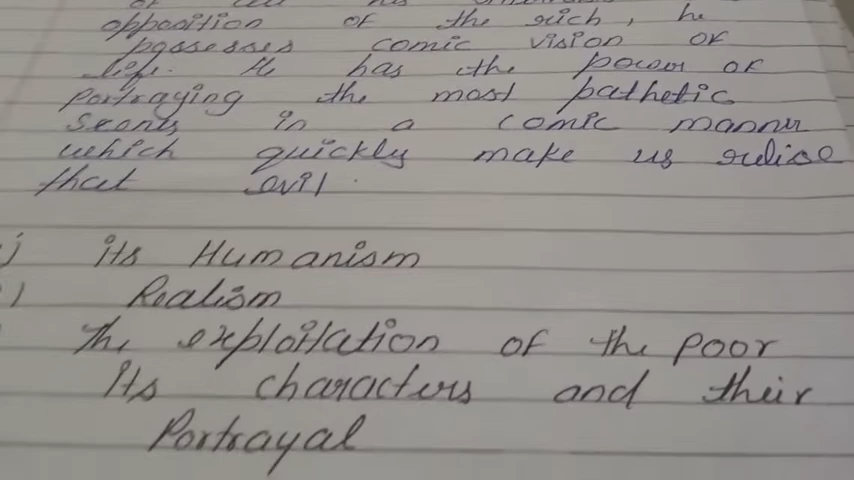 opposition of the rich, he
possesses comic vision of
life. He has the power of
portraying the most pathetic
in a comic manner
which quickly make us
that evil.
its Humanism
Realism
The exploitation of the poor
its characters and their
Portrayal